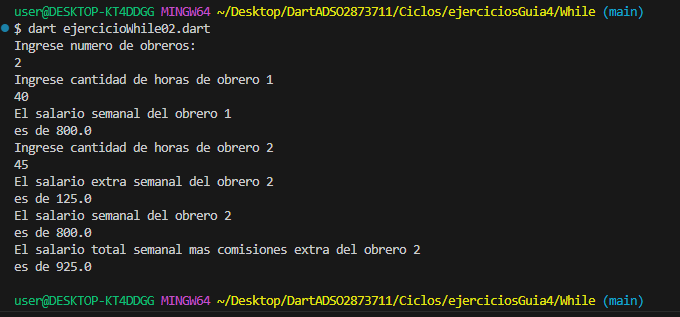 user@DESKTOP-KT4DDGG MINGW64 ~/Desktop/DartADSO2873711/Ciclos/ejerciciosGuia4/While (main)
$ dart ejercicioWhile02.dart
Ingrese numero de obreros:
2
Ingrese cantidad de horas de obrero 1
40
El salario semanal del obrero 1
es de 800.0
Ingrese cantidad de horas de obrero 2
45
El salario extra semanal del obrero 2
es de 125.0
El salario semanal del obrero 2
es de 800.0
El salario total semanal mas comisiones extra del obrero 2
es de 925.0
user@DESKTOP-KT4DDGG MINGW64 ~/Desktop/DartADSO2873711/Ciclos/ejerciciosGuia4/While (main)